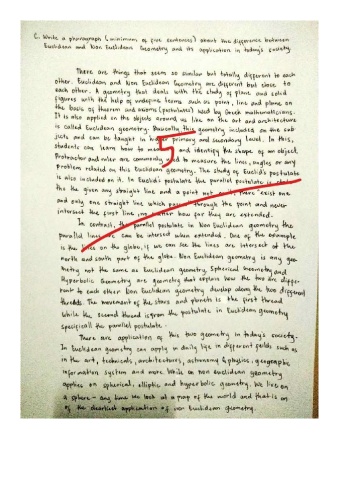 C. Write a paragraph (minimum of five sentences) about the difference between
Euclidean and Non Euclidean Geometry and its application in today's society.
There are things that seem so similar but totally different to each
other. Euclidean and Non Euclidean are different but close to
each other. A geometry that deals with the study of plane and solid
figures with the help of undefine terms such as point, line and plane on
the basis of theorem and axioms (postulates) used by Greek mathematicians.
It is also applied on the objects around us like on the art and architecture
is called Euclidean geometry. Basically this geometry included on the sub
jects and can be taught in higher primary and secondary level. In this,
students can learn how to and identify the shape of an object.
Protractor and ruler are commonly used to measure the lines, angles or any
problem related on this Euclidean geometry. The study of Euclid's postulate
is also included on it. In Euclid's postulate the parallel postulate is
the the given any straight line and a point not exist one
and only one straight line which passes through the point and never
intersect the first line, no matter how far they are extended.
In contrast, the parallel postulate in Non Euclidean geometry the
parallel lines can be intersect when extended. One of the example
is the lines on the globe, if we can see the lines are intersect at the
north and south part of the globe. Non Euclidean geometry is any geo-
metry not the same as Euclidean geometry. Spherical Geometry and
Hyperbolic Geometry are geometry that explain how the two are differ-
ent to each other. Non Euclidean geometry develop along the two different
threads. The movement of the stars and planets is the first thread
while the second thread is from the postulate in Euclidean geometry
specificall the parallel postulate.
There are application of this two geometry in today's society.
In Euclidean geometry can apply in daily life in different fields such as
in the art, technicals, architectures, astronomy & physics, geographic
information system and more. While on non euclidean geometry
applies on spherical, elliptic and hyperbolic geometry. We live on
a sphere - any time we look at a map of the world and that is on
of the clearliest application of non Euclidean geometry.
5